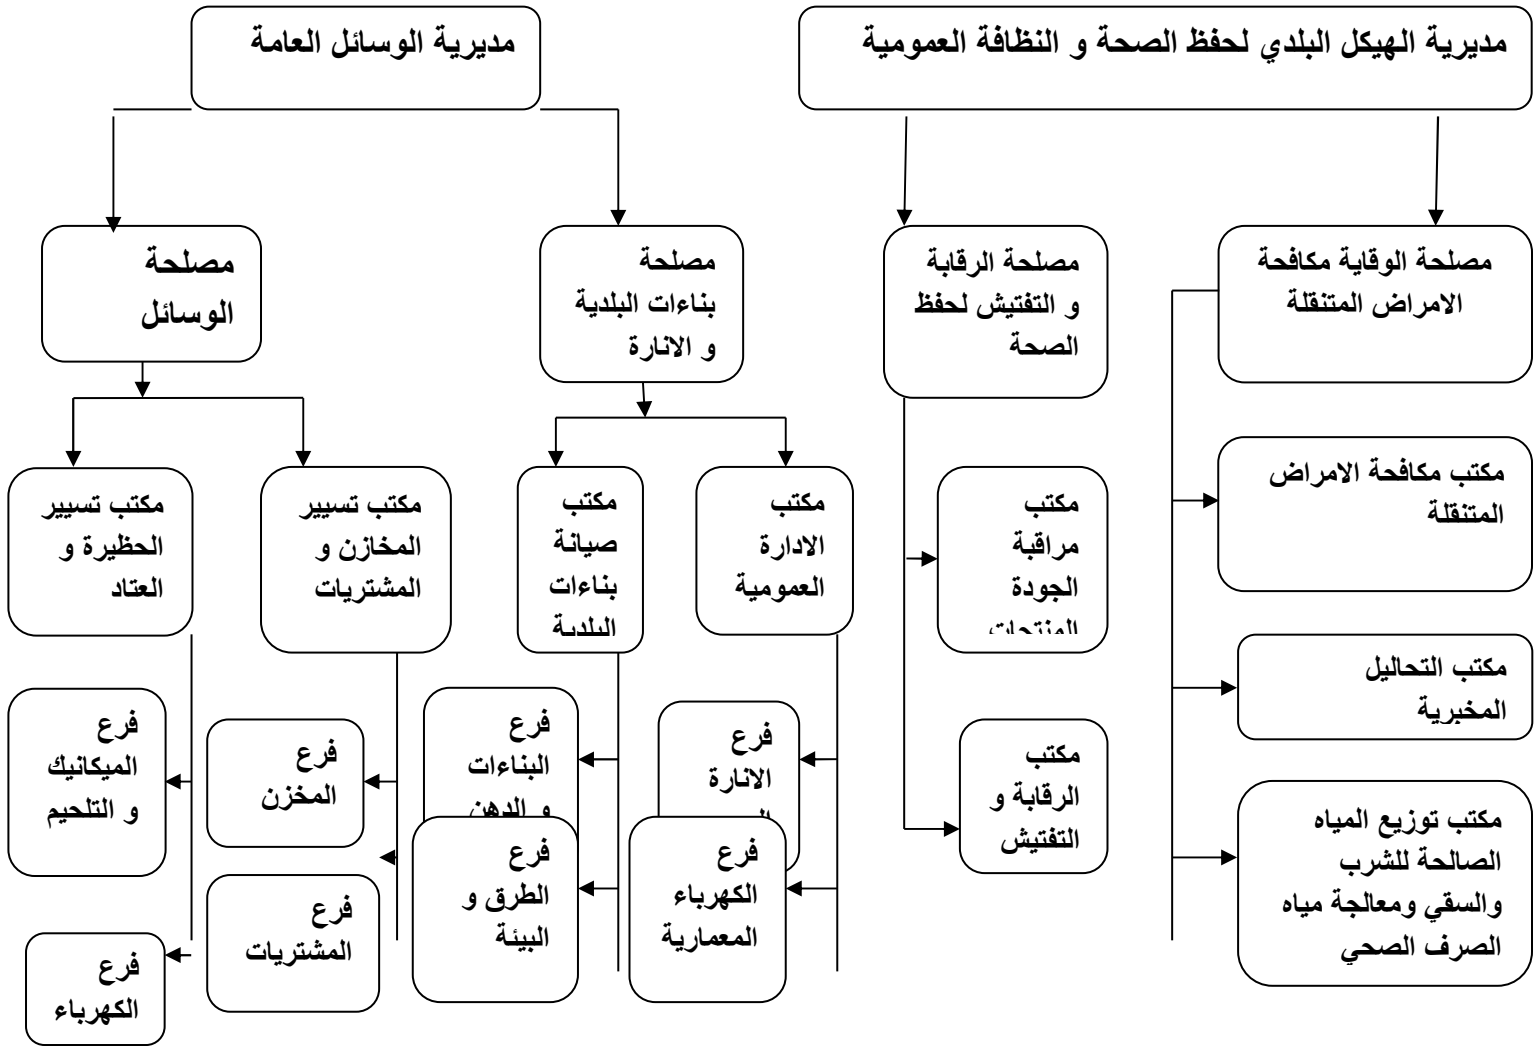 مديرية الهيكل البلدي لحفظ الصحة و النظافة العمومية
مديرية الوسائل العامة
مصلحة الوقاية مكافحة
الامراض المتنقلة
مصلحة الرقابة
و التفتيش لحفظ
الصحة
مصلحة
بناءات البلدية
و الانارة
مصلحة
الوسائل
مكتب مكافحة الامراض
المتنقلة
مكتب التحاليل
المخبرية
مكتب توزيع المياه
الصالحة للشرب
والسقي ومعالجة مياه
الصرف الصحي
مكتب
مراقبة
الجودة
المنتجات
مكتب
الرقابة و
التفتيش
مكتب
الادارة
العمومية
مكتب
صيانة
بناءات
البلدية
مكتب تسيير
المخازن و
المشتريات
مكتب تسيير
الحظيرة و
العتاد
فرع
الانارة
فرع
الكهرباء
المعمارية
فرع
البناءات
و الدهن
فرع
الطرق و
البيئة
فرع
المخزن
فرع
المشتريات
فرع
الميكانيك
و التلحيم
فرع
الكهرباء